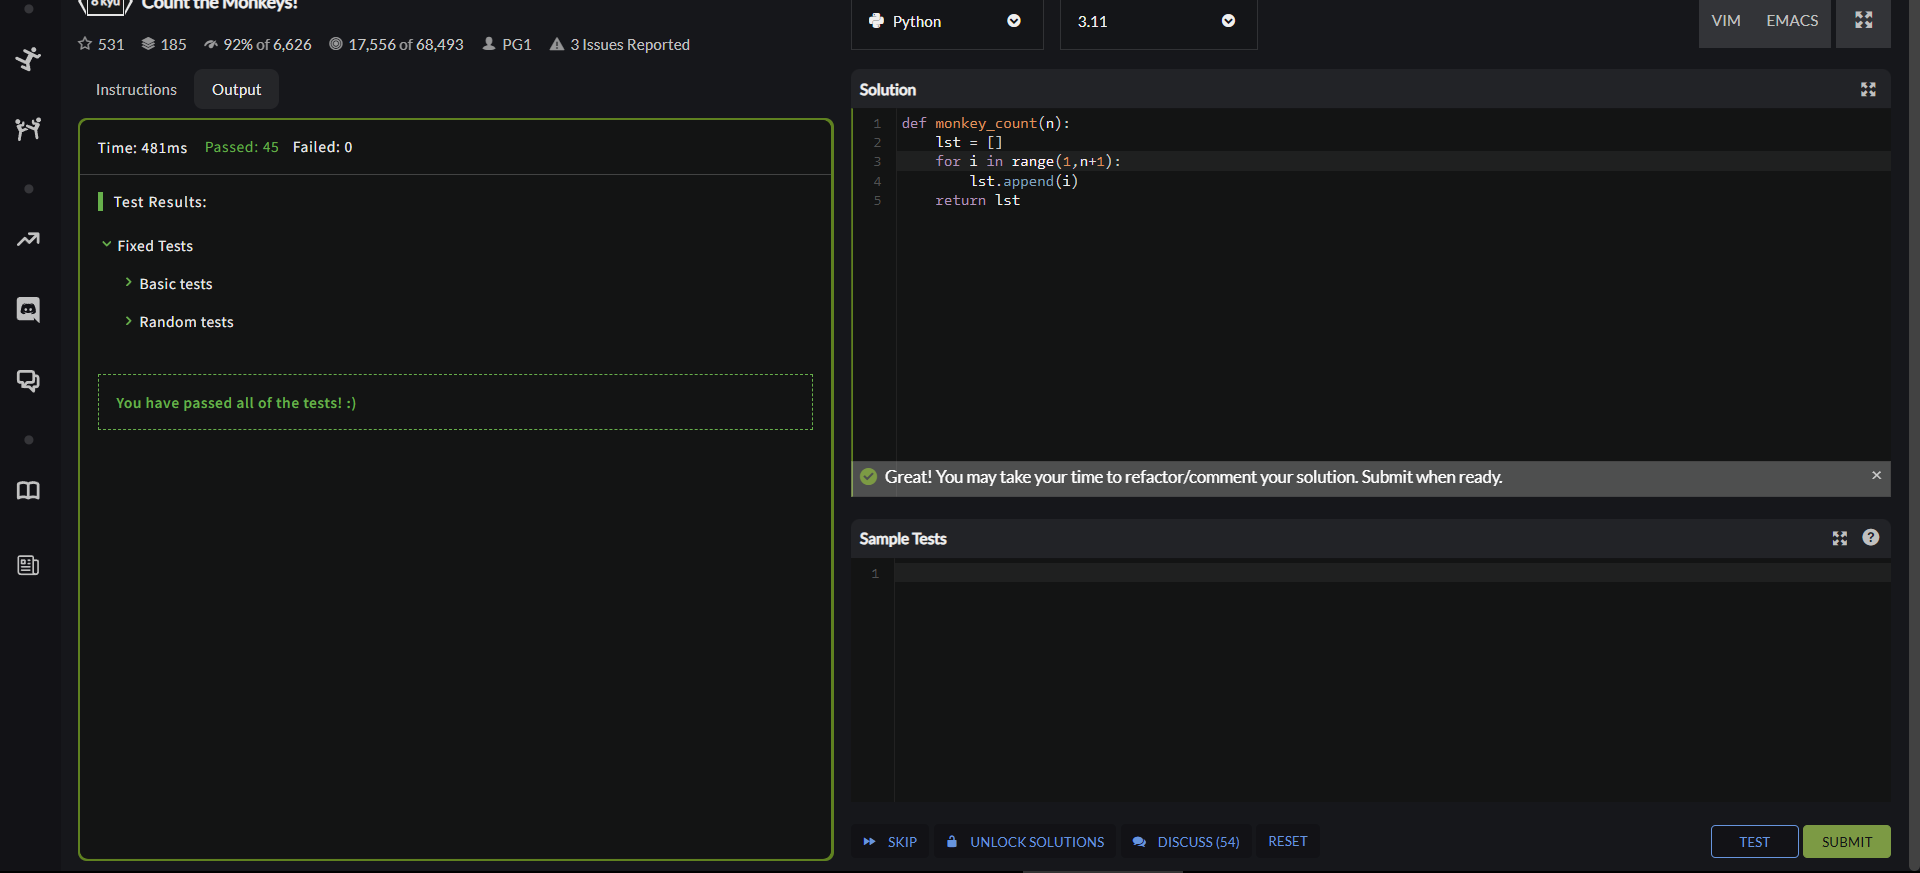 8 kyu
Count the Monkeys!
531 185 92% of 6,626 17,556 of 68,493 PG1 3 Issues Reported
Instructions Output
Time: 481ms Passed: 45 Failed: 0
Test Results:
Fixed Tests
Basic tests
Random tests
You have passed all of the tests! :)
Python 3.11
VIM EMACS
Solution
1 def monkey_count(n):
2     lst = []
3     for i in range(1,n+1):
4         lst.append(i)
5     return lst
Great! You may take your time to refactor/comment your solution. Submit when ready. ×
Sample Tests ?
1
SKIP UNLOCK SOLUTIONS DISCUSS (54) RESET TEST SUBMIT